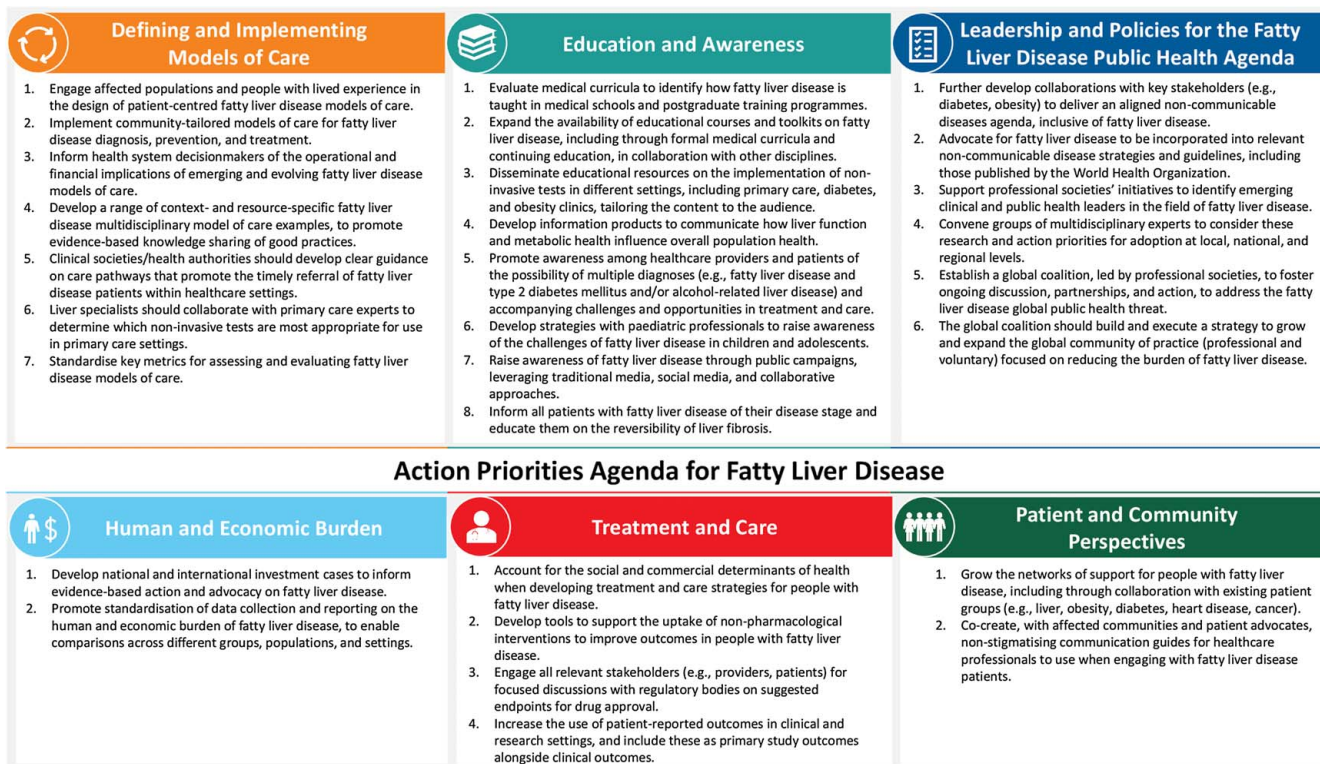 Defining and Implementing
Models of Care
1. Engage affected populations and people with lived experience in
the design of patient-centred fatty liver disease models of care.
2. Implement community-tailored models of care for fatty liver
disease diagnosis, prevention, and treatment.
3. Inform health system decisionmakers of the operational and
financial implications of emerging and evolving fatty liver disease
models of care.
4. Develop a range of context- and resource-specific fatty liver
disease multidisciplinary model of care examples, to promote
evidence-based knowledge sharing of good practices.
5. Clinical societies/health authorities should develop clear guidance
on care pathways that promote the timely referral of fatty liver
disease patients within healthcare settings.
6. Liver specialists should collaborate with primary care experts to
determine which non-invasive tests are most appropriate for use
in primary care settings.
7. Standardise key metrics for assessing and evaluating fatty liver
disease models of care.
Education and Awareness
1. Evaluate medical curricula to identify how fatty liver disease is
taught in medical schools and postgraduate training programmes.
2. Expand the availability of educational courses and toolkits on fatty
liver disease, including through formal medical curricula and
continuing education, in collaboration with other disciplines.
3. Disseminate educational resources on the implementation of non-
invasive tests in different settings, including primary care, diabetes,
and obesity clinics, tailoring the content to the audience.
4. Develop information products to communicate how liver function
and metabolic health influence overall population health.
5. Promote awareness among healthcare providers and patients of
the possibility of multiple diagnoses (e.g., fatty liver disease and
type 2 diabetes mellitus and/or alcohol-related liver disease) and
accompanying challenges and opportunities in treatment and care.
6. Develop strategies with paediatric professionals to raise awareness
of the challenges of fatty liver disease in children and adolescents.
7. Raise awareness of fatty liver disease through public campaigns,
leveraging traditional media, social media, and collaborative
approaches.
8. Inform all patients with fatty liver disease of their disease stage and
educate them on the reversibility of liver fibrosis.
Leadership and Policies for the Fatty
Liver Disease Public Health Agenda
1. Further develop collaborations with key stakeholders (e.g.,
diabetes, obesity) to deliver an aligned non-communicable
diseases agenda, inclusive of fatty liver disease.
2. Advocate for fatty liver disease to be incorporated into relevant
non-communicable disease strategies and guidelines, including
those published by the World Health Organization.
3. Support professional societies' initiatives to identify emerging
clinical and public health leaders in the field of fatty liver disease.
4. Convene groups of multidisciplinary experts to consider these
research and action priorities for adoption at local, national, and
regional levels.
5. Establish a global coalition, led by professional societies, to foster
ongoing discussion, partnerships, and action, to address the fatty
liver disease global public health threat.
6. The global coalition should build and execute a strategy to grow
and expand the global community of practice (professional and
voluntary) focused on reducing the burden of fatty liver disease.
Action Priorities Agenda for Fatty Liver Disease
$
Human and Economic Burden
1. Develop national and international investment cases to inform
evidence-based action and advocacy on fatty liver disease.
2. Promote standardisation of data collection and reporting on the
human and economic burden of fatty liver disease, to enable
comparisons across different groups, populations, and settings.
Treatment and Care
1. Account for the social and commercial determinants of health
when developing treatment and care strategies for people with
fatty liver disease.
2. Develop tools to support the uptake of non-pharmacological
interventions to improve outcomes in people with fatty liver
disease.
3. Engage all relevant stakeholders (e.g., providers, patients) for
focused discussions with regulatory bodies on suggested
endpoints for drug approval.
4. Increase the use of patient-reported outcomes in clinical and
research settings, and include these as primary study outcomes
alongside clinical outcomes.
Patient and Community
Perspectives
1. Grow the networks of support for people with fatty liver
disease, including through collaboration with existing patient
groups (e.g., liver, obesity, diabetes, heart disease, cancer).
2. Co-create, with affected communities and patient advocates,
non-stigmatising communication guides for healthcare
professionals to use when engaging with fatty liver disease
patients.